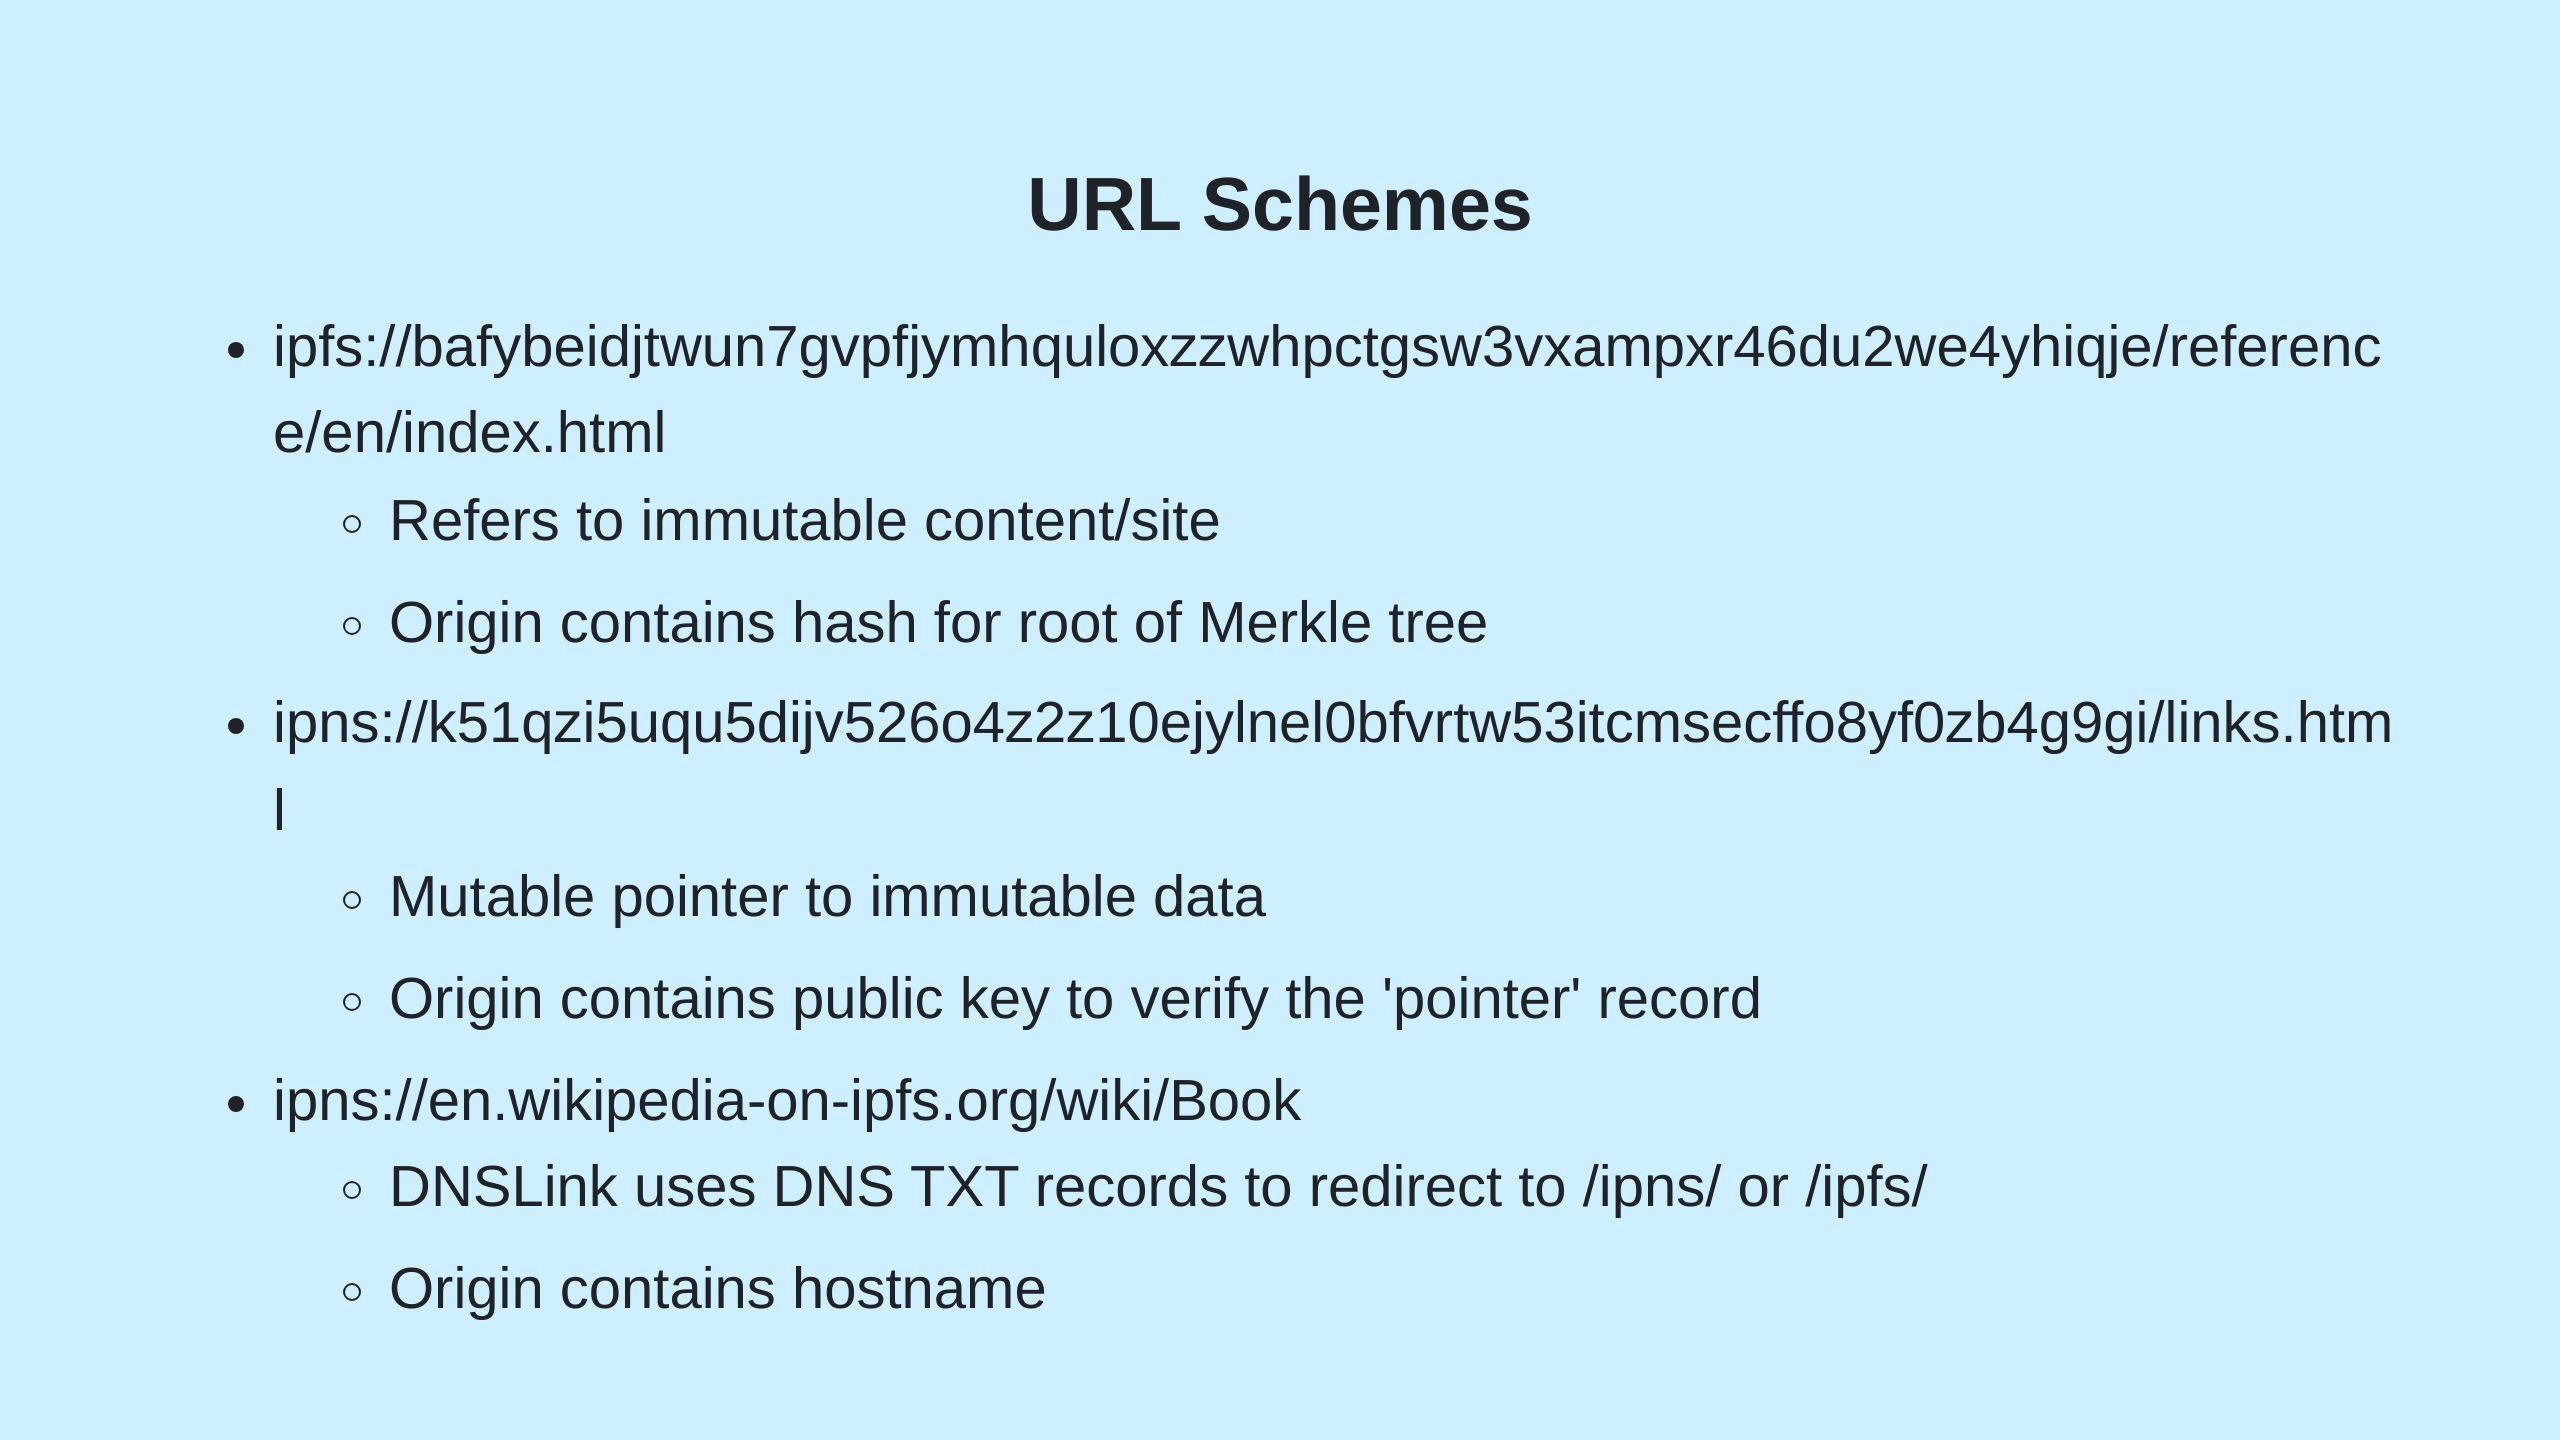 URL Schemes
ipfs://bafybeidjtwun7gvpfjymhquloxzzwhpctgsw3vxampxr46du2we4yhiqje/referenc
e/en/index.html
Refers to immutable content/site
Origin contains hash for root of Merkle tree
ipns://k51qzi5uqu5dijv526o4z2z10ejylnel0bfvrtw53itcmsecffo8yf0zb4g9gi/links.htm
l
Mutable pointer to immutable data
Origin contains public key to verify the 'pointer' record
ipns://en.wikipedia-on-ipfs.org/wiki/Book
DNSLink uses DNS TXT records to redirect to /ipns/ or /ipfs/
Origin contains hostname